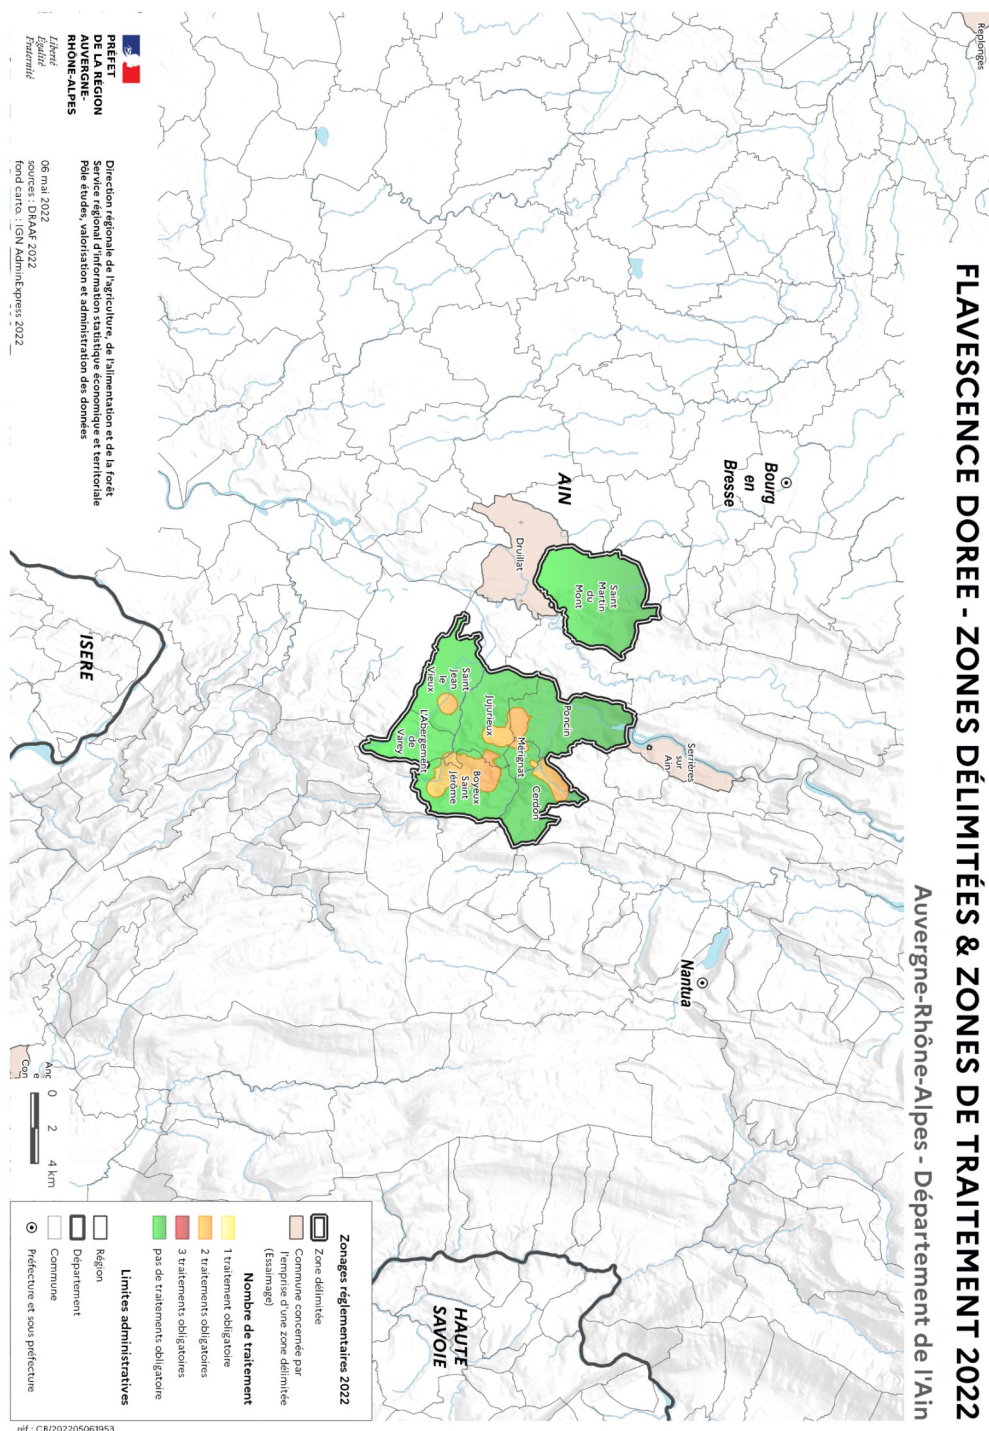 FLAVESCENCE DOREE - ZONES DÉLIMITÉES & ZONES DE TRAITEMENT 2022
Auvergne-Rhône-Alpes - Département de l'Ain
Replonges
Bourg
en
Bresse
AIN
Druillat
Saint
Martin
du
Mont
Serrières
sur
Ain
Poncin
Nantua
Mérignat
Cerdon
Jujurieux
Saint
Jean
le
Vieux
Boyeux
Saint
Jérôme
L'Abergement
de
Varey
ISERE
HAUTE
SAVOIE
PRÉFET
DE LA RÉGION
AUVERGNE-
RHÔNE-ALPES
Liberté
Égalité
Fraternité
Direction régionale de l'agriculture, de l'alimentation et de la forêt
Service régional d'information statistique économique et territoriale
Pôle études, valorisation et administration des données
06 mai 2022
sources : DRAAF 2022
fond carto. : IGN AdminExpress 2022
0 2 4 km
Zonages réglementaires 2022
Zone délimitée
Commune concernée par
l'emprise d'une zone délimitée
(Essaimage)
Nombre de traitement
1 traitement obligatoire
2 traitements obligatoires
3 traitements obligatoires
pas de traitements obligatoire
Limites administratives
Région
Département
Commune
Préfecture et sous préfecture
réf : CR/202205061953